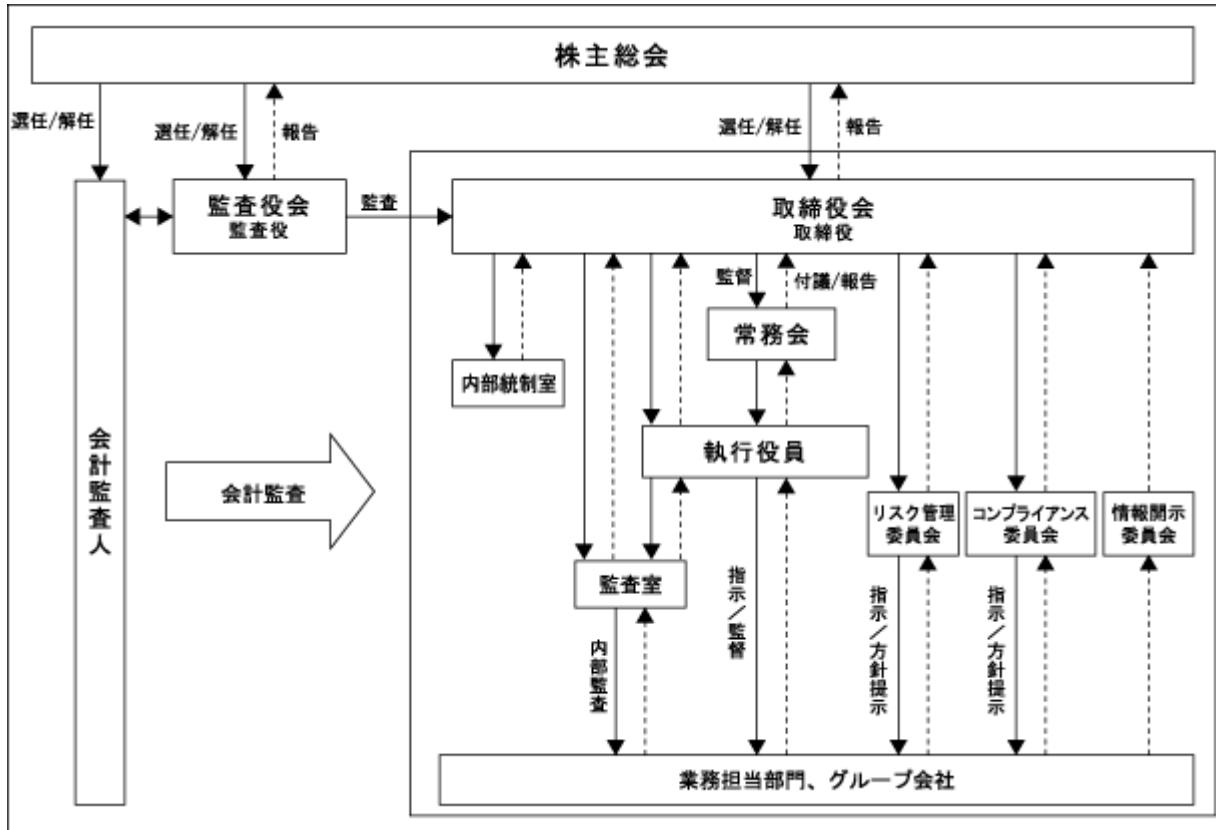 株主総会
選任/解任
選任/解任
報告
選任/解任
報告
監査役会
監査役
監査
取締役会
取締役
監督
付議/報告
常務会
内部統制室
執行役員
会計監査人
会計監査
リスク管理
委員会
コンプライアンス
委員会
情報開示
委員会
監査室
内部監査
指示/監督
指示/方針提示
指示/方針提示
業務担当部門、グループ会社